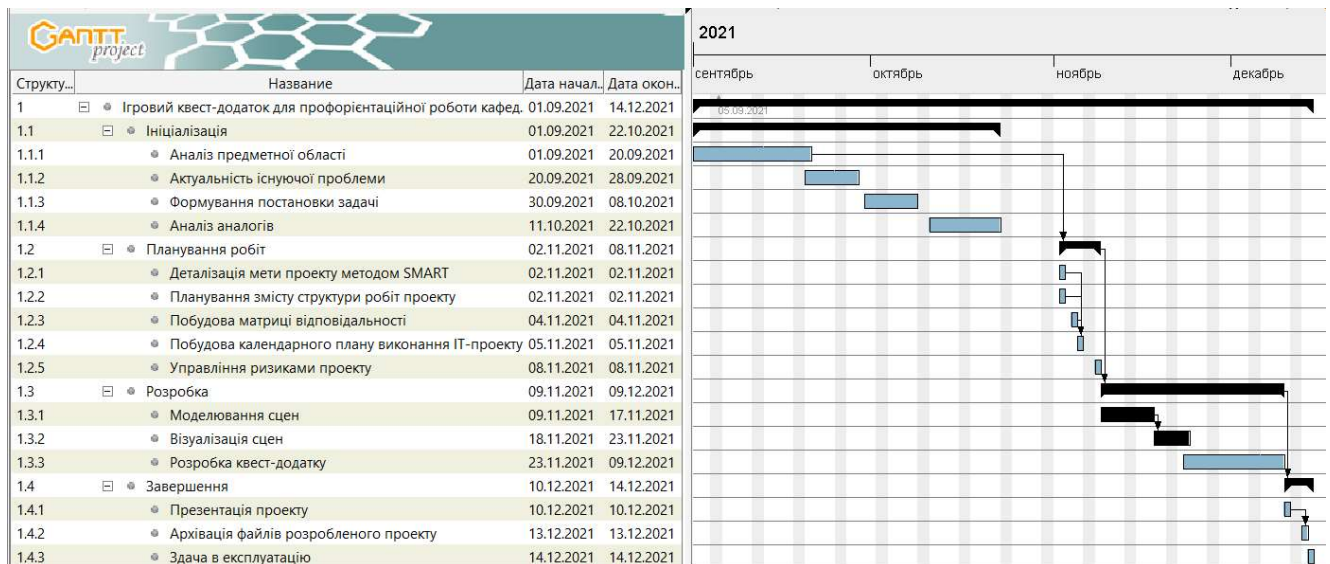 GANTT
project
2021
сентябрь октябрь ноябрь декабрь
Структу... Название Дата начал.. Дата окон..
05.09.2021
1 Ігровий квест-додаток для профорієнтаційної роботи кафед. 01.09.2021 14.12.2021
1.1 Ініціалізація 01.09.2021 22.10.2021
1.1.1 Аналіз предметної області 01.09.2021 20.09.2021
1.1.2 Актуальність існуючої проблеми 20.09.2021 28.09.2021
1.1.3 Формування постановки задачі 30.09.2021 08.10.2021
1.1.4 Аналіз аналогів 11.10.2021 22.10.2021
1.2 Планування робіт 02.11.2021 08.11.2021
1.2.1 Деталізація мети проекту методом SMART 02.11.2021 02.11.2021
1.2.2 Планування змісту структури робіт проекту 02.11.2021 02.11.2021
1.2.3 Побудова матриці відповідальності 04.11.2021 04.11.2021
1.2.4 Побудова календарного плану виконання ІТ-проекту 05.11.2021 05.11.2021
1.2.5 Управління ризиками проекту 08.11.2021 08.11.2021
1.3 Розробка 09.11.2021 09.12.2021
1.3.1 Моделювання сцен 09.11.2021 17.11.2021
1.3.2 Візуалізація сцен 18.11.2021 23.11.2021
1.3.3 Розробка квест-додатку 23.11.2021 09.12.2021
1.4 Завершення 10.12.2021 14.12.2021
1.4.1 Презентація проекту 10.12.2021 10.12.2021
1.4.2 Архівація файлів розробленого проекту 13.12.2021 13.12.2021
1.4.3 Здача в експлуатацію 14.12.2021 14.12.2021